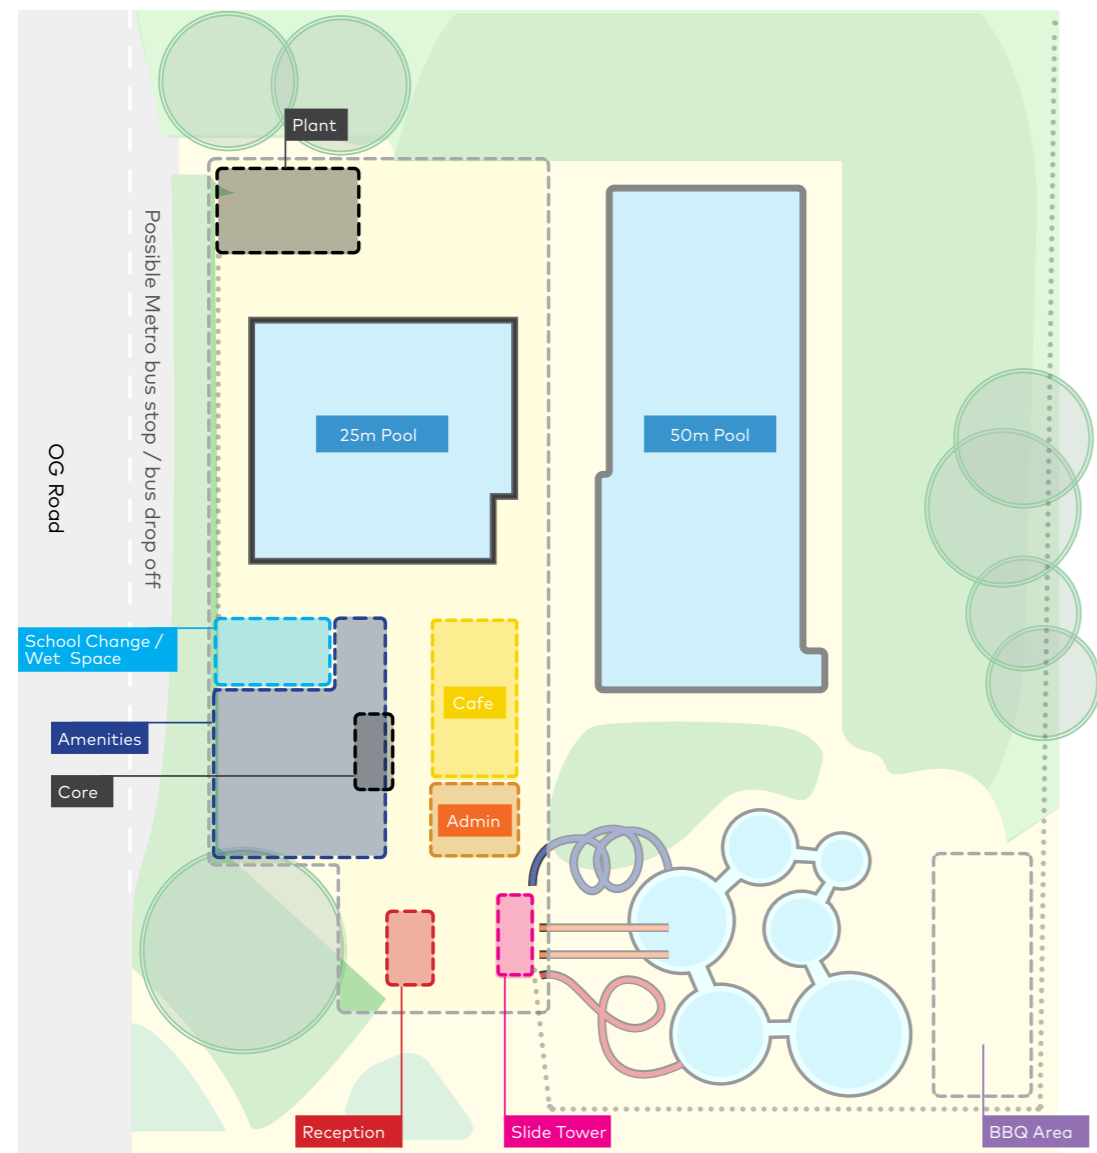 Plant
Possible Metro bus stop / bus drop off
OG Road
25m Pool
50m Pool
School Change /
Wet Space
Cafe
Amenities
Core
Admin
Reception
Slide Tower
BBQ Area